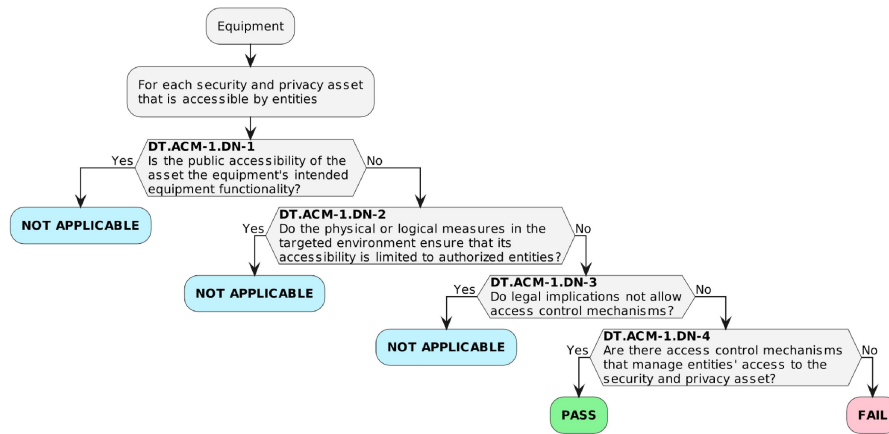 Equipment
For each security and privacy asset
that is accessible by entities
DT.ACM-1.DN-1
Yes
Is the public accessibility of the
No
asset the equipment's intended
equipment functionality?
NOT APPLICABLE
DT.ACM-1.DN-2
Yes
Do the physical or logical measures in the
No
targeted environment ensure that its
accessibility is limited to authorized entities?
NOT APPLICABLE
DT.ACM-1.DN-3
Yes
Do legal implications not allow
No
access control mechanisms?
NOT APPLICABLE
DT.ACM-1.DN-4
Yes
Are there access control mechanisms
No
that manage entities' access to the
security and privacy asset?
PASS
FAIL